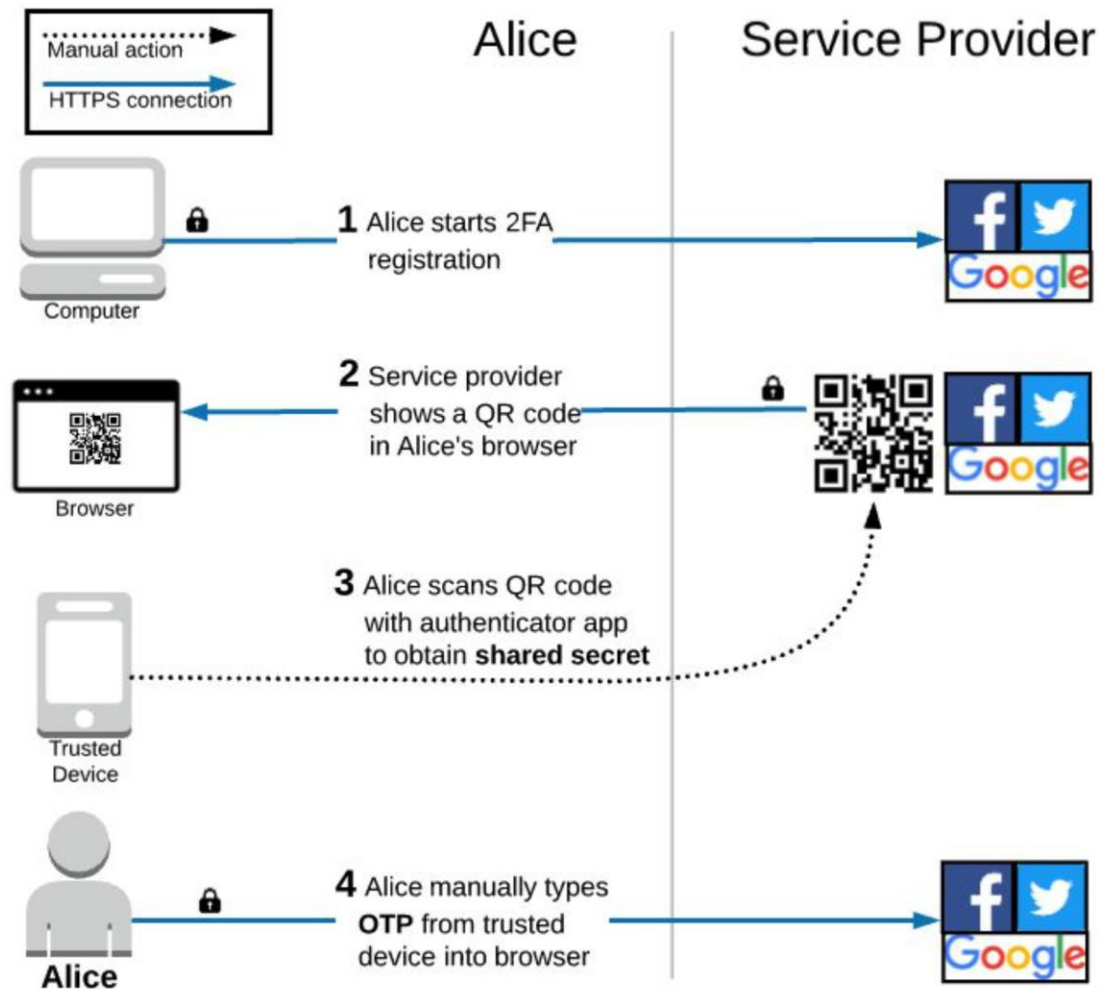 Manual action
HTTPS connection
Alice
Service Provider
1 Alice starts 2FA
registration
Computer
f
Google
2 Service provider
shows a QR code
in Alice's browser
Browser
f
Google
3 Alice scans QR code
with authenticator app
to obtain shared secret
Trusted
Device
4 Alice manually types
OTP from trusted
device into browser
Alice
f
Google